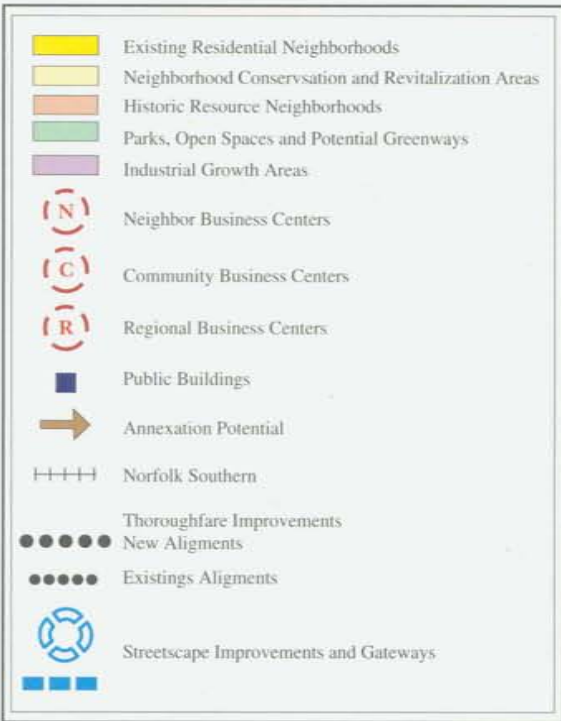 Existing Residential Neighborhoods
Neighborhood Conservsation and Revitalization Areas
Historic Resource Neighborhoods
Parks, Open Spaces and Potential Greenways
Industrial Growth Areas
N
Neighbor Business Centers
C
Community Business Centers
R
Regional Business Centers
Public Buildings
Annexation Potential
Norfolk Southern
Thoroughfare Improvements
New Aligments
Existings Aligment
Streetscape Improvements and Gateways